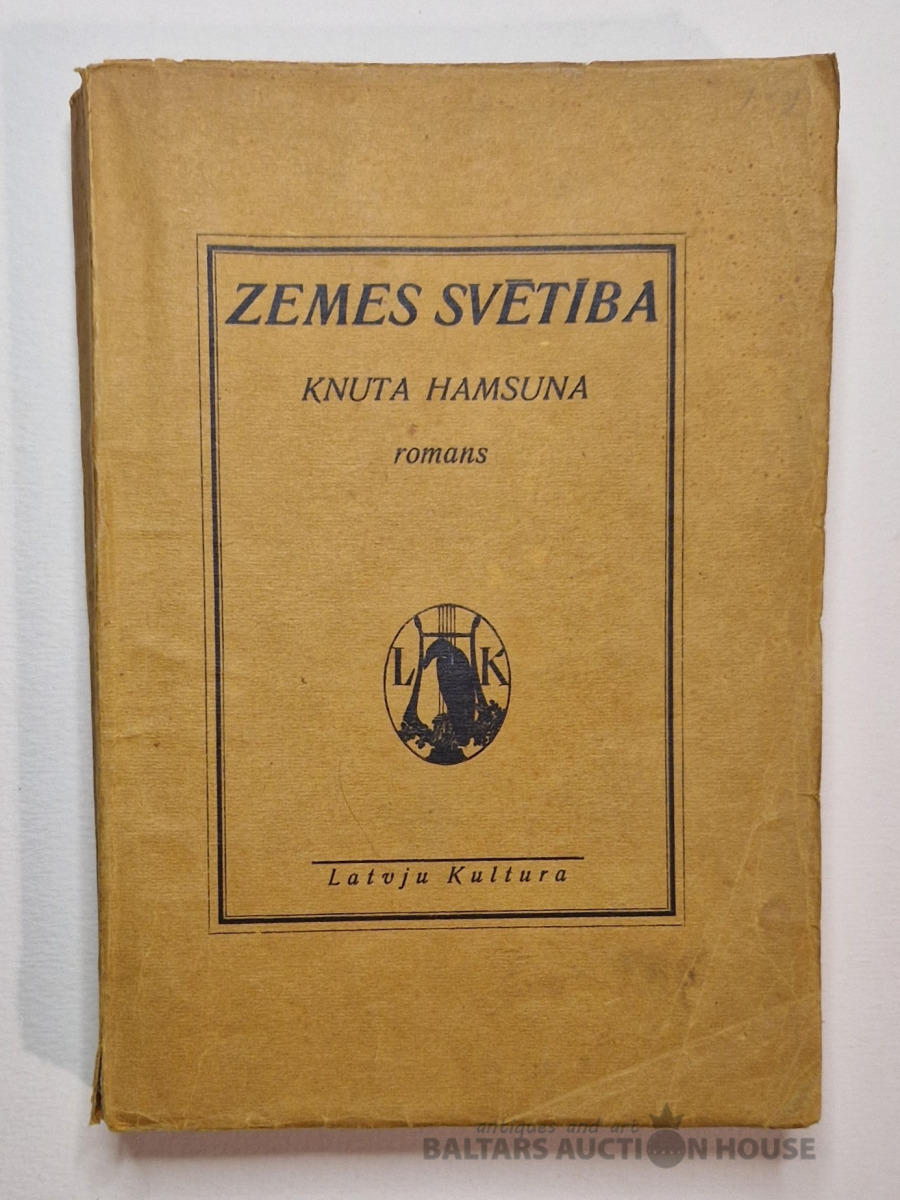 ZEMES SVĒTĪBA
KNUTA HAMSUNA
romans
L K
Latvju Kultura
antiques and art
BALTARS AUCTION HOUSE